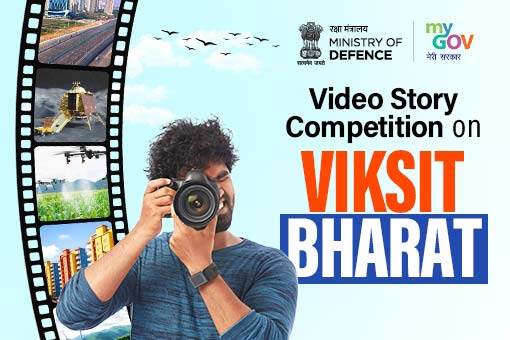 रक्षा मंत्रालय
MINISTRY OF
DEFENCE
सत्यमेव जयते
my
GOV
मेरी सरकार
Video Story
Competition on
VIKSIT
BHARAT